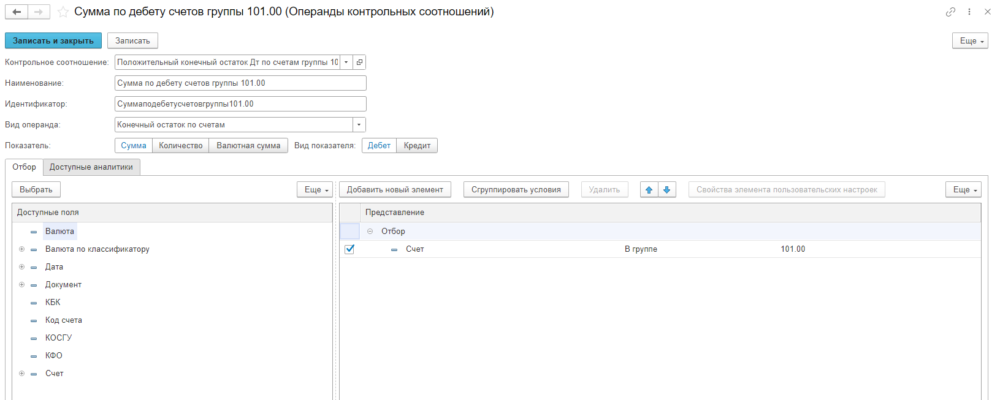 Сумма по дебету счетов группы 101.00 (Операнды контрольных соотношений)
Записать и закрыть Записать Еще
Контрольное соотношение: Положительный конечный остаток Дт по счетам группы 10
Наименование: Сумма по дебету счетов группы 101.00
Идентификатор: Суммаподебетусчетовгруппы101.00
Вид операнда: Конечный остаток по счетам
Показатель: Сумма Количество Валютная сумма Вид показателя: Дебет Кредит
Отбор Доступные аналитики
Выбрать Еще Добавить новый элемент Сгруппировать условия Удалить Свойства элемента пользовательских настроек Еще
Доступные поля Представление
Валюта Отбор
Валюта по классификатору Счет В группе 101.00
Дата
Документ
КБК
Код счета
КОСГУ
КФО
Счет